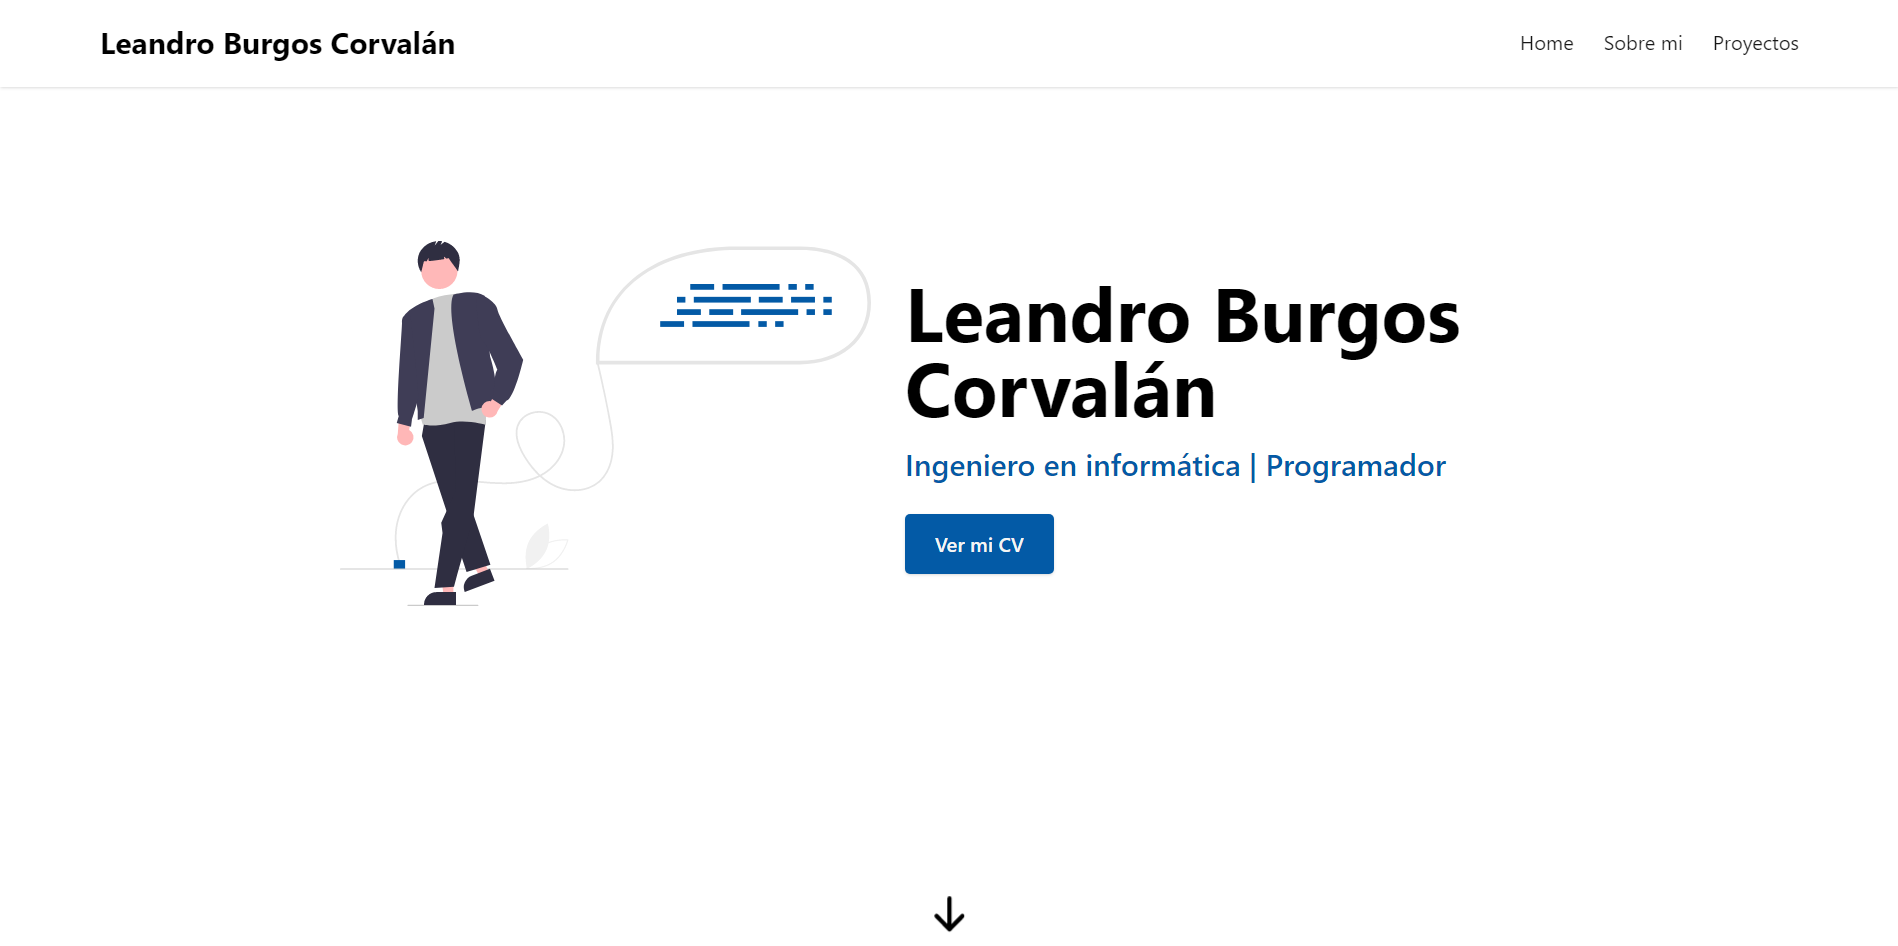 Leandro Burgos Corvalán
Home
Sobre mi
Proyectos
Leandro Burgos
Corvalán
Ingeniero en informática | Programador
Ver mi CV